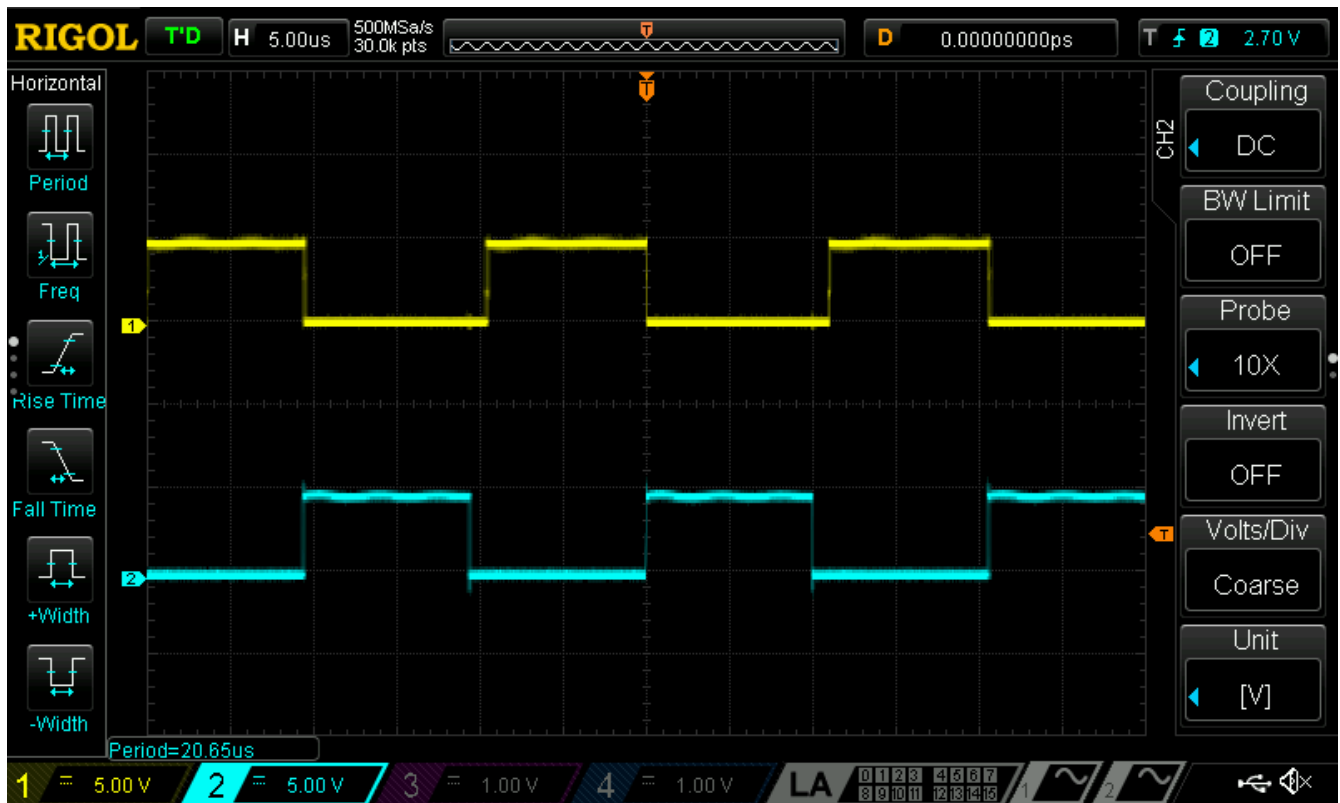 RIGOL T'D H 5.00us 500MSa/s 30.0k pts T D 0.00000000ps T 2 2.70 V
Horizontal
Period
Freq
Rise Time
Fall Time
+Width
-Width
T
1
2
T
CH2
Coupling
DC
BW Limit
OFF
Probe
10X
Invert
OFF
Volts/Div
Coarse
Unit
[V]
Period=20.65us
1 5.00 V 2 5.00 V 3 1.00 V 4 1.00 V LA 0 1 2 3 4 5 6 7 1 2
8 9 10 11 12 13 14 15